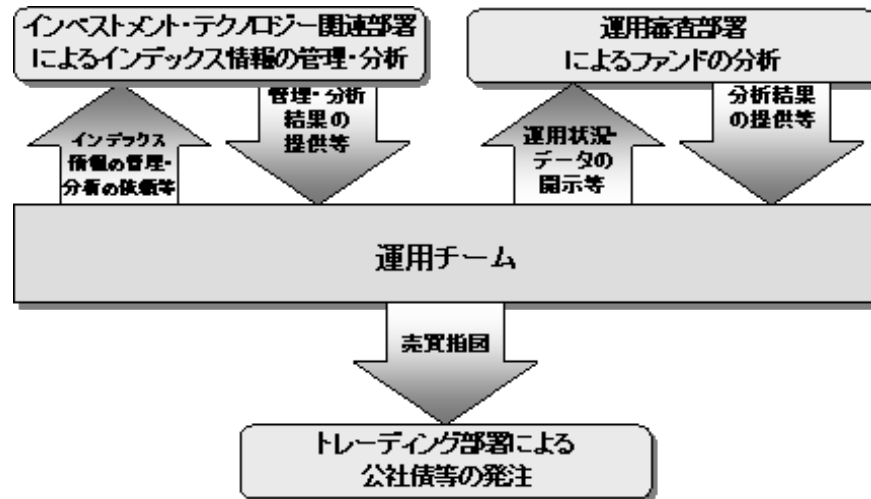 インベストメント・テクノロジー関連部署
によるインデックス情報の管理・分析
運用審査部署
によるファンドの分析
インデックス
情報の管理・
分析の依頼等
管理・分析
結果の
提供等
運用状況・
データの
開示等
分析結果
の提供等
運用チーム
売買指図
トレーディング部署による
公社債等の発注